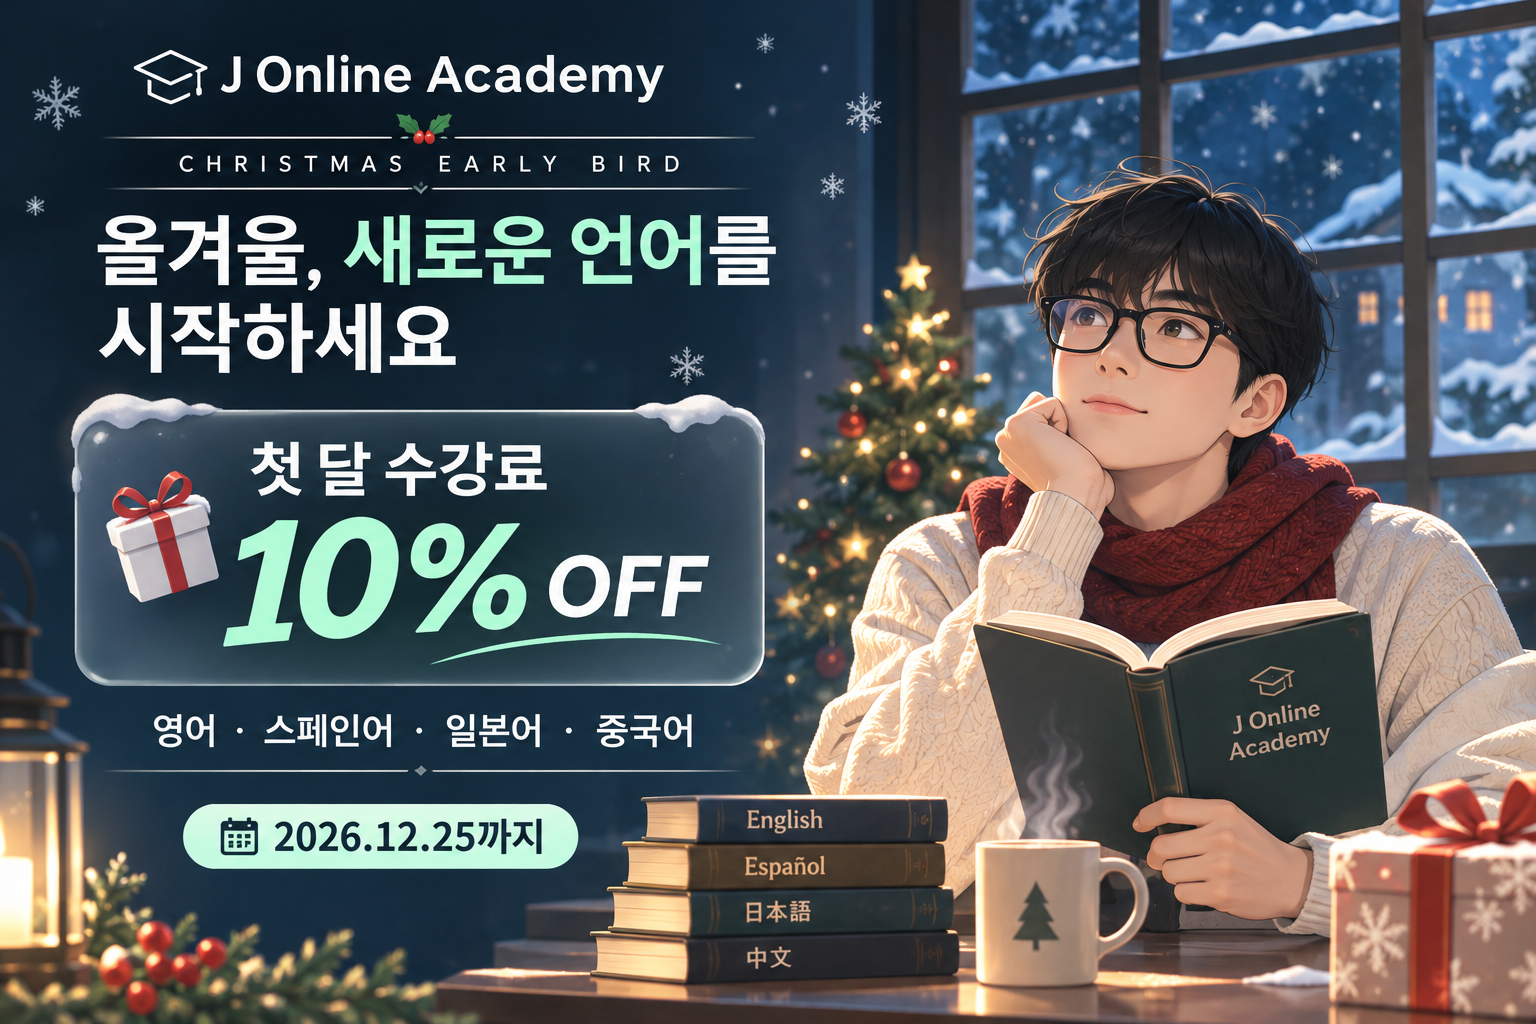 J Online Academy
CHRISTMAS EARLY BIRD
올겨울, 새로운 언어를
시작하세요
첫 달 수강료
10% OFF
영어 · 스페인어 · 일본어 · 중국어
2026.12.25까지
J Online
Academy
English
Español
日本語
中文